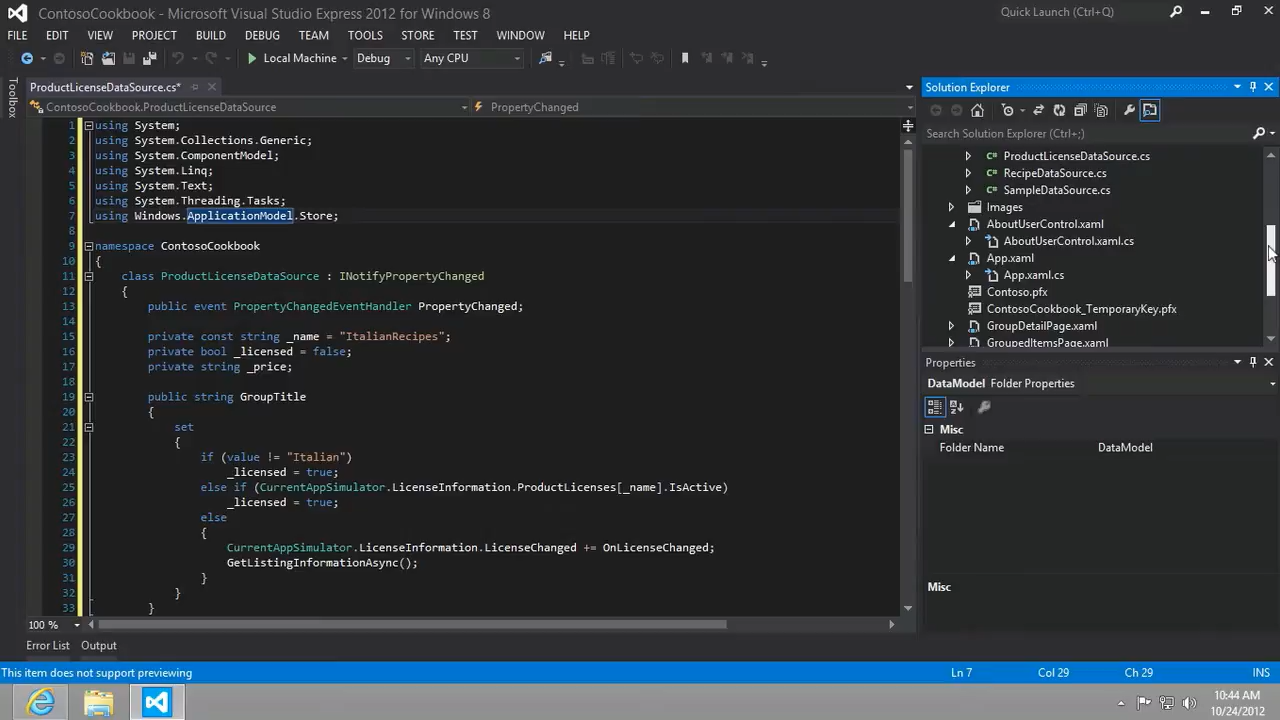 ContosoCookbook - Microsoft Visual Studio Express 2012 for Windows 8
Quick Launch (Ctrl+Q)
FILE EDIT VIEW PROJECT BUILD DEBUG TEAM TOOLS STORE TEST WINDOW HELP
Local Machine Debug Any CPU
Toolbox
ProductLicenseDataSource.cs*
ContosoCookbook.ProductLicenseDataSource PropertyChanged
1 using System;
2 using System.Collections.Generic;
3 using System.ComponentModel;
4 using System.Linq;
5 using System.Text;
6 using System.Threading.Tasks;
7 using Windows.ApplicationModel.Store;
8
9 namespace ContosoCookbook
10 {
11 class ProductLicenseDataSource : INotifyPropertyChanged
12 {
13 public event PropertyChangedEventHandler PropertyChanged;
14
15 private const string _name = "ItalianRecipes";
16 private bool _licensed = false;
17 private string _price;
18
19 public string GroupTitle
20 {
21 set
22 {
23 if (value != "Italian")
24 _licensed = true;
25 else if (CurrentAppSimulator.LicenseInformation.ProductLicenses[_name].IsActive)
26 _licensed = true;
27 else
28 {
29 CurrentAppSimulator.LicenseInformation.LicenseChanged += OnLicenseChanged;
30 GetListingInformationAsync();
31 }
32 }
33 }
100 %
Error List Output
Solution Explorer
Search Solution Explorer (Ctrl+;)
ProductLicenseDataSource.cs
RecipeDataSource.cs
SampleDataSource.cs
Images
AboutUserControl.xaml
AboutUserControl.xaml.cs
App.xaml
App.xaml.cs
Contoso.pfx
ContosoCookbook_TemporaryKey.pfx
GroupDetailPage.xaml
GroupedItemsPage.xaml
Properties
DataModel Folder Properties
Misc
Folder Name DataModel
Misc
This item does not support previewing Ln 7 Col 29 Ch 29 INS
10:44 AM
10/24/2012